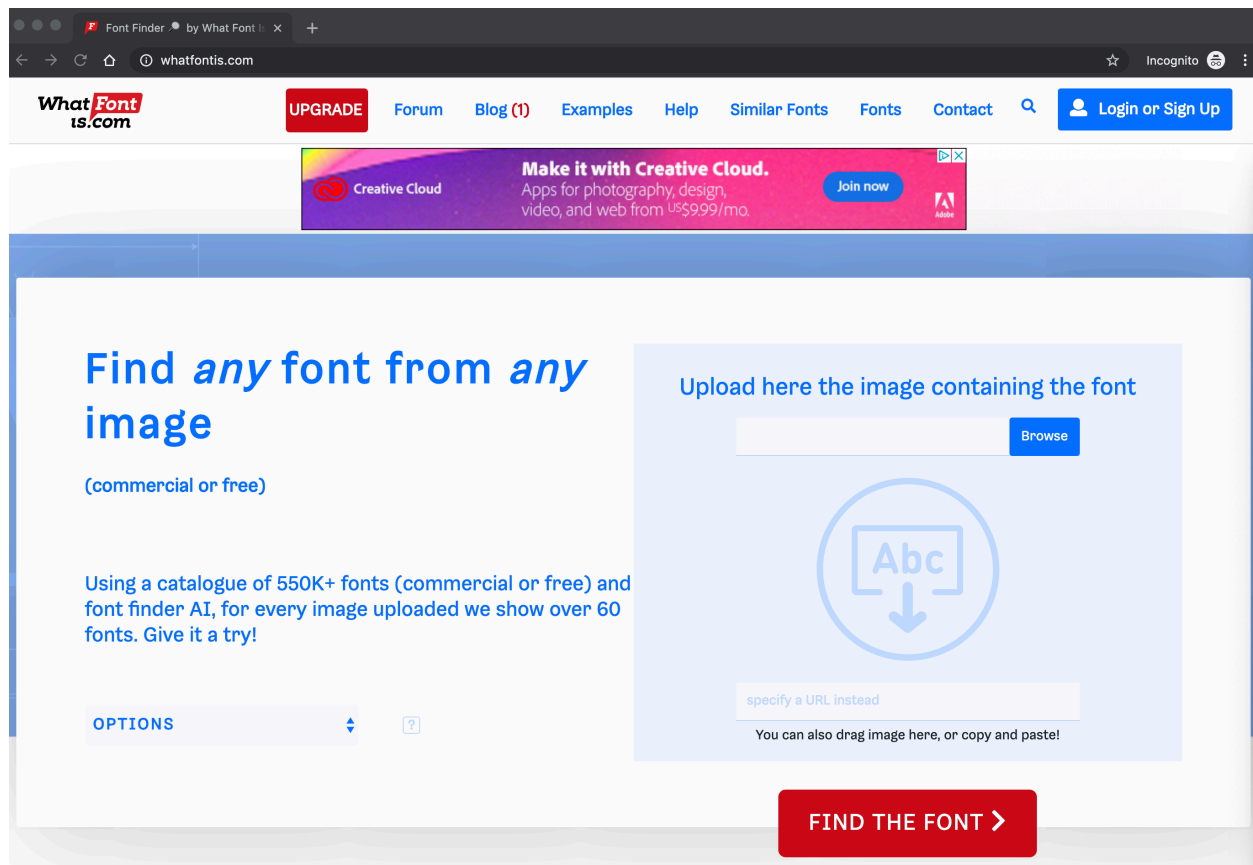 Font Finder 🔎 by What Font Is
whatfontis.com
Incognito
What Font
is.com
UPGRADE
Forum
Blog (1)
Examples
Help
Similar Fonts
Fonts
Contact
Login or Sign Up
Creative Cloud
Make it with Creative Cloud.
Apps for photography, design,
video, and web from US$9.99/mo.
Join now
Adobe
Find any font from any
image
(commercial or free)
Using a catalogue of 550K+ fonts (commercial or free) and
font finder AI, for every image uploaded we show over 60
fonts. Give it a try!
OPTIONS
?
Upload here the image containing the font
Browse
Abc
specify a URL instead
You can also drag image here, or copy and paste!
FIND THE FONT